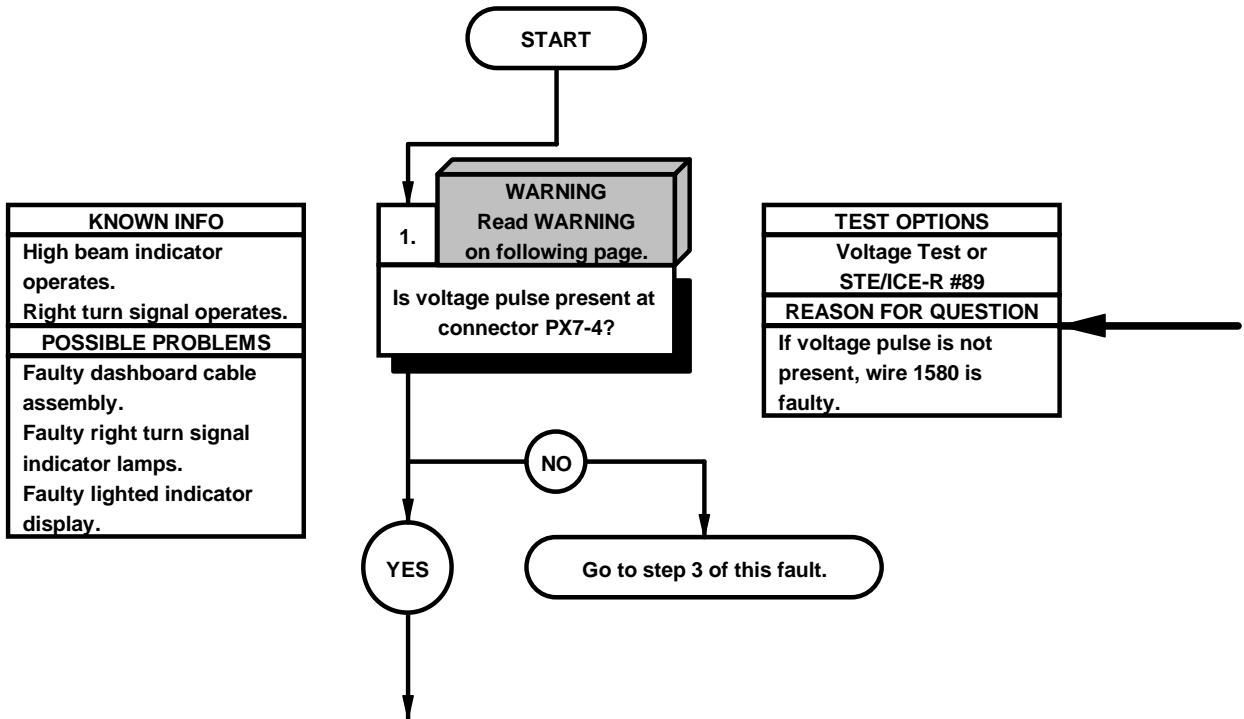 START
KNOWN INFO
High beam indicator
operates.
Right turn signal operates.
POSSIBLE PROBLEMS
Faulty dashboard cable
assembly.
Faulty right turn signal
indicator lamps.
Faulty lighted indicator
display.
1.
WARNING
Read WARNING
on following page.
Is voltage pulse present at
connector PX7-4?
TEST OPTIONS
Voltage Test or
STE/ICE-R #89
REASON FOR QUESTION
If voltage pulse is not
present, wire 1580 is
faulty.
NO
YES
Go to step 3 of this fault.